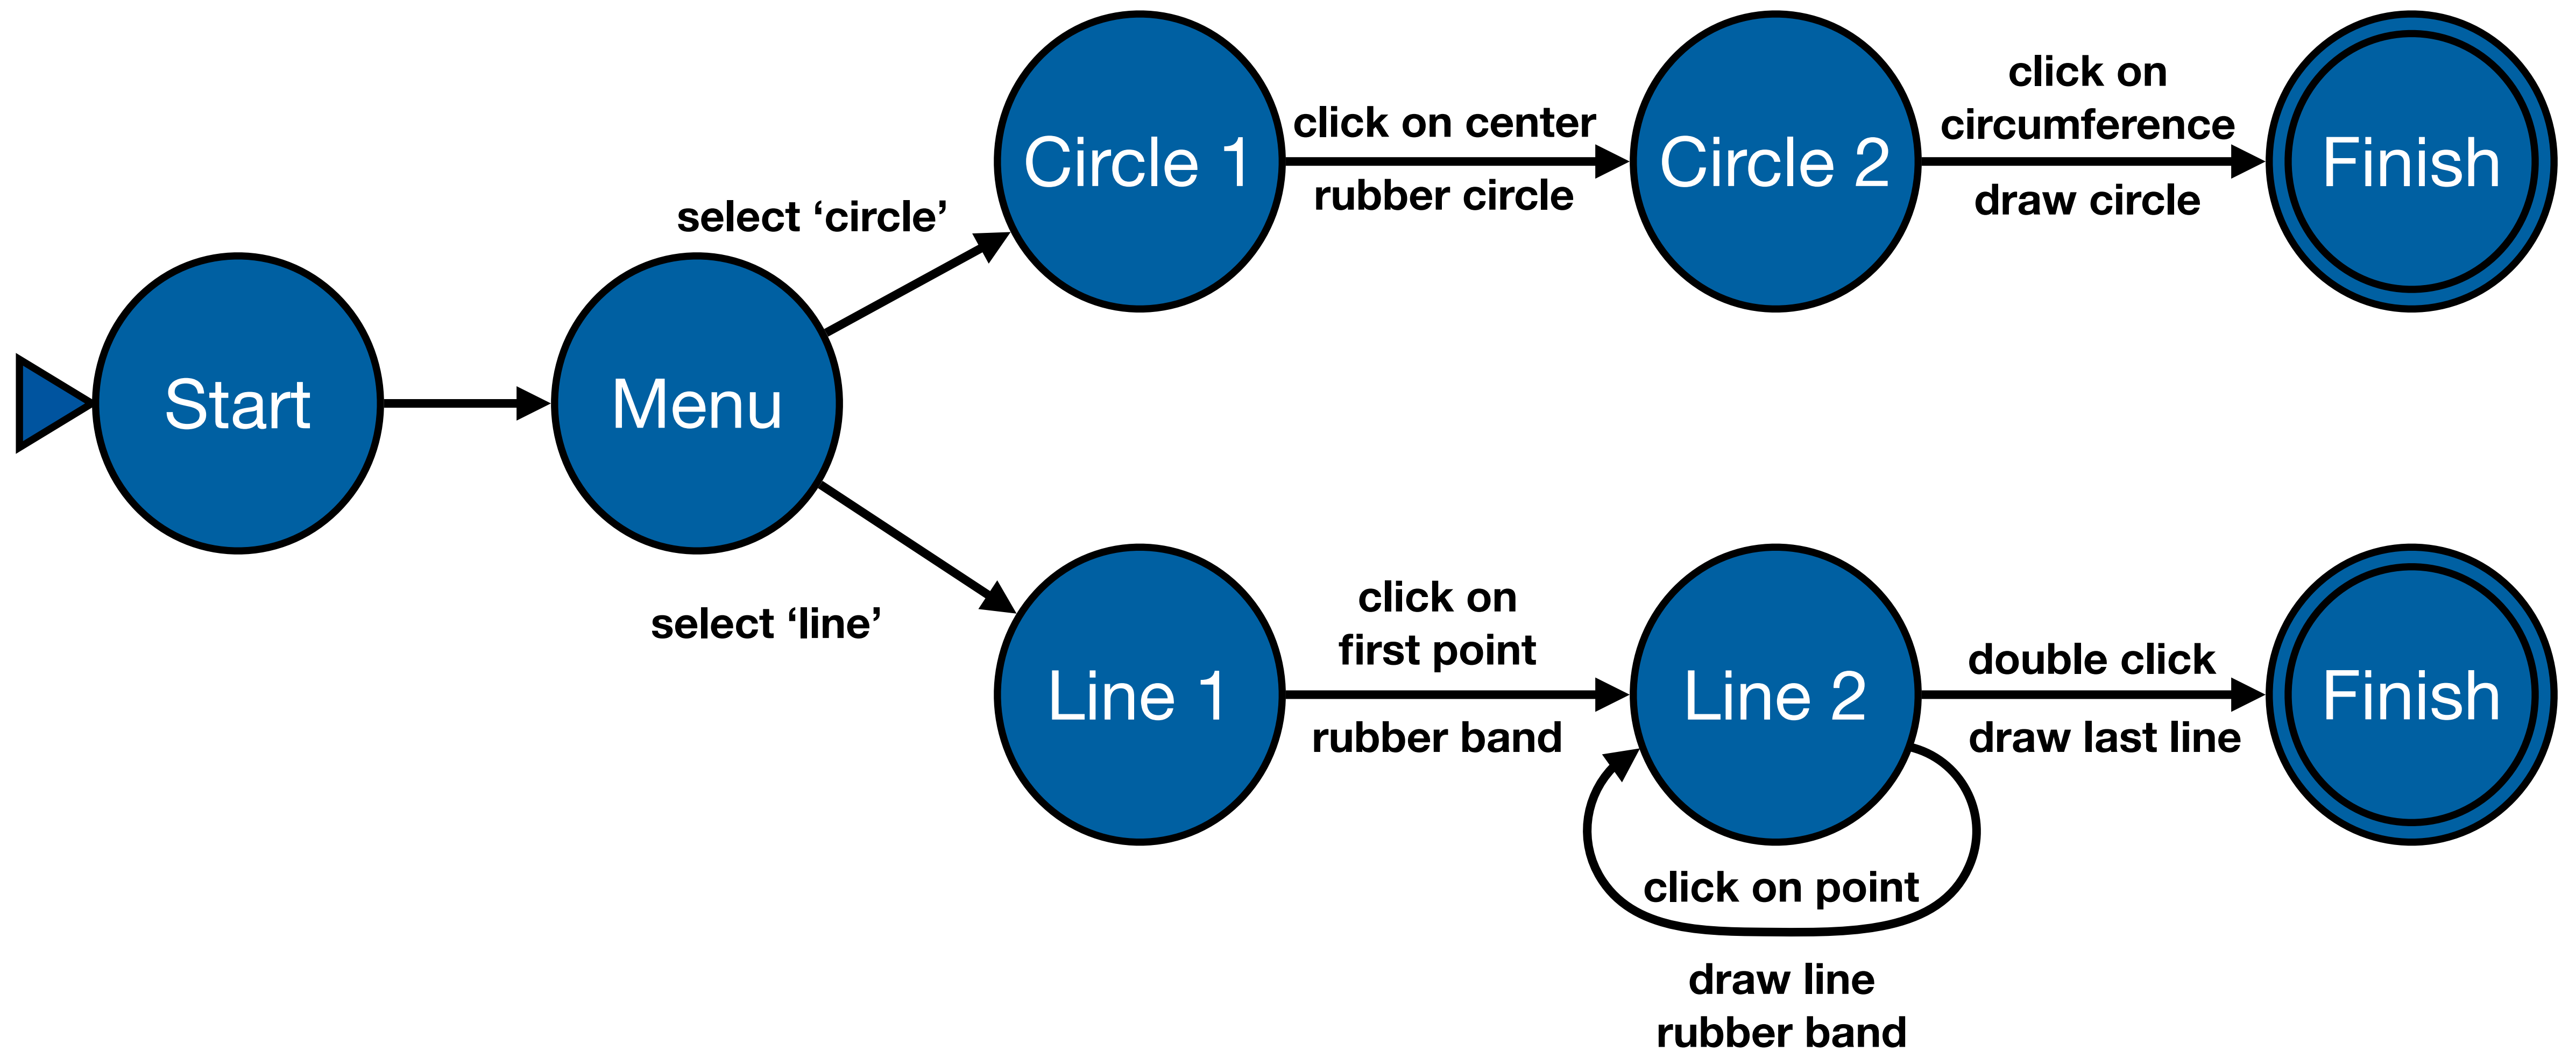 Start
Menu
select ‘circle’
Circle 1
click on center
rubber circle
Circle 2
click on
circumference
draw circle
Finish
select ‘line’
Line 1
click on
first point
rubber band
Line 2
click on point
draw line
rubber band
double click
draw last line
Finish